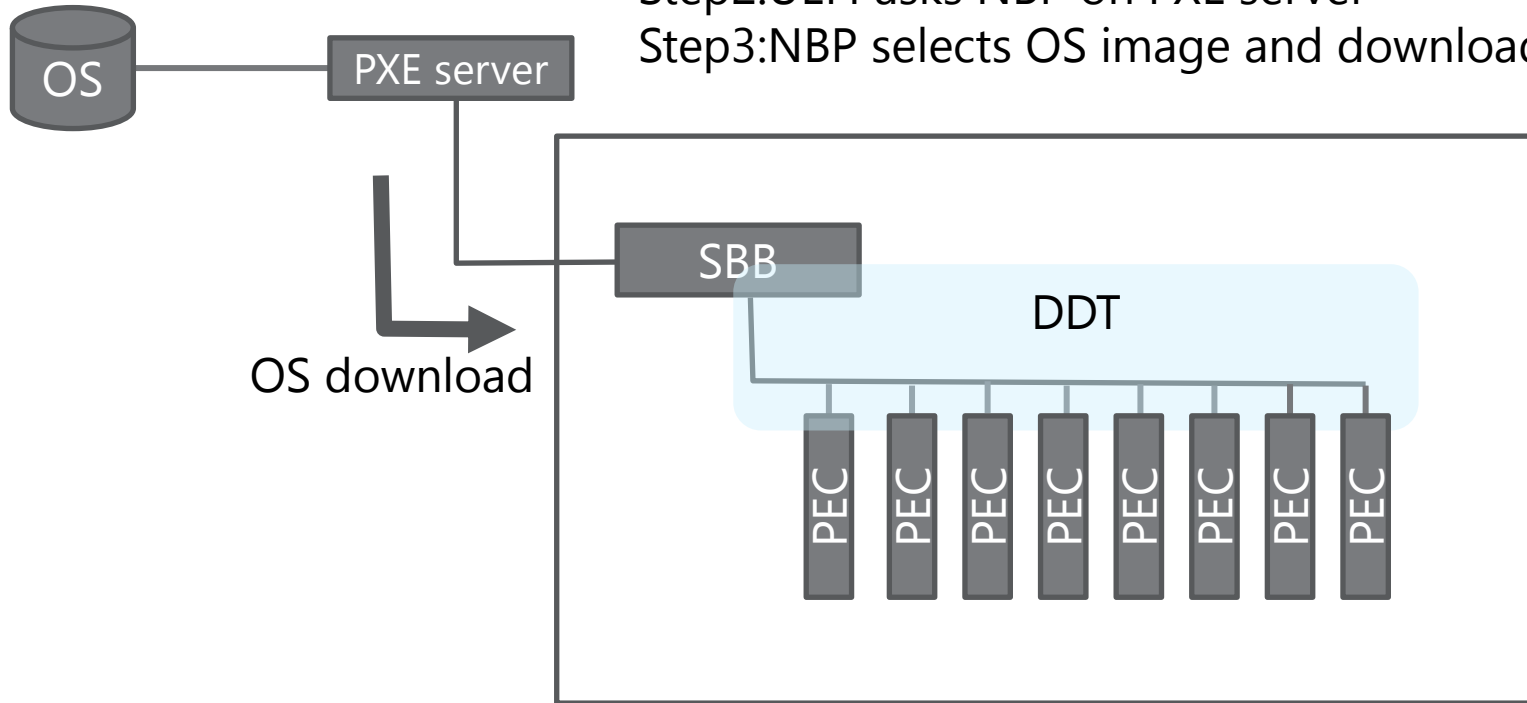 Step3:NBP selects OS image and download
OS
PXE server
SBB
DDT
OS download
PEC
PEC
PEC
PEC
PEC
PEC
PEC
PEC